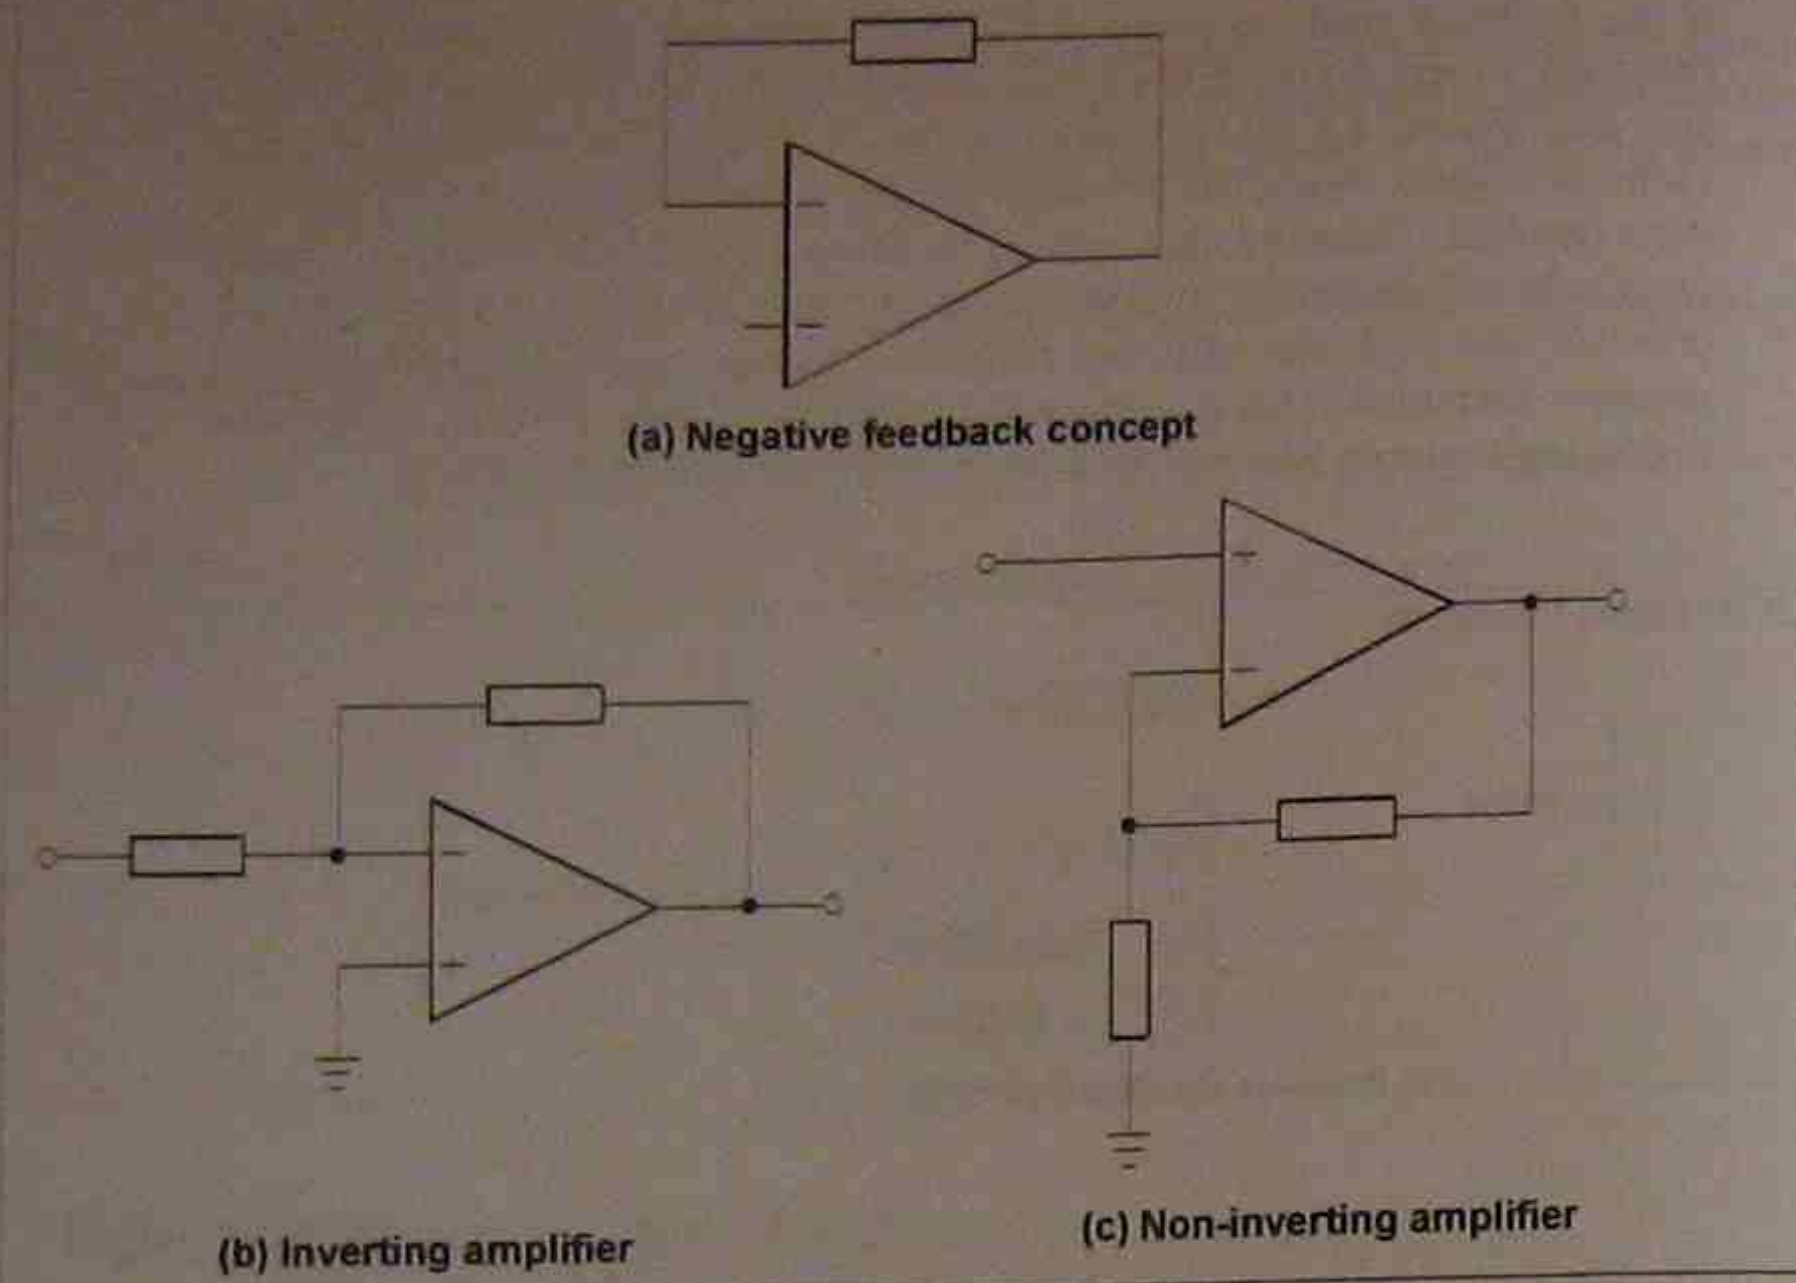 (a) Negative feedback concept
(b) Inverting amplifier
(c) Non-inverting amplifier